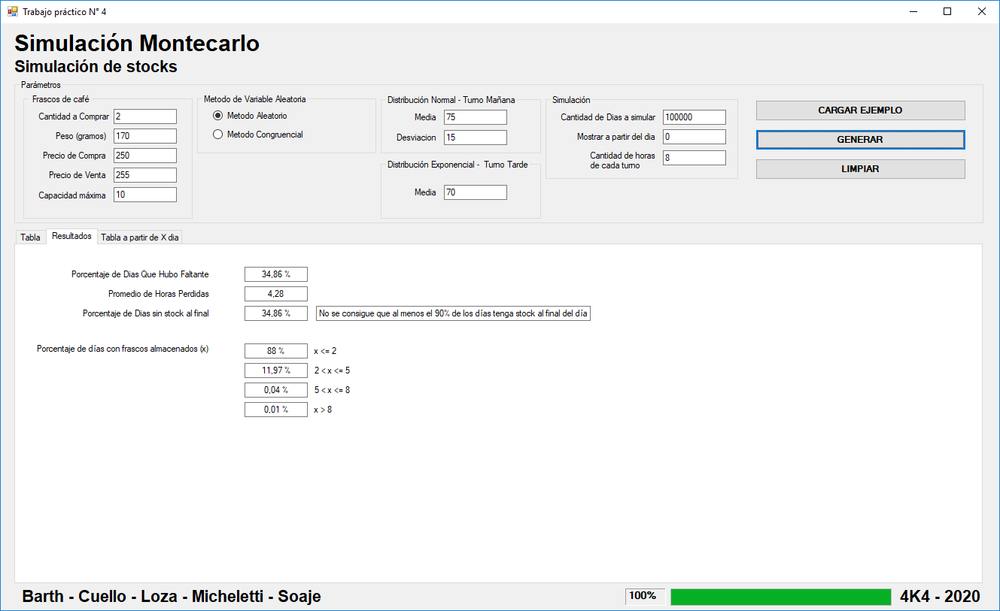 Trabajo práctico N° 4
Simulación Montecarlo
Simulación de stocks
Parámetros
Frascos de café
Cantidad a Comprar 2
Peso (gramos) 170
Precio de Compra 250
Precio de Venta 255
Capacidad máxima 10
Metodo de Variable Aleatoria
Metodo Aleatorio
Metodo Congruencial
Distribución Normal - Turno Mañana
Media 75
Desviacion 15
Distribución Exponencial - Turno Tarde
Media 70
Simulación
Cantidad de Dias a simular 100000
Mostrar a partir del dia 0
Cantidad de horas
de cada turno 8
CARGAR EJEMPLO
GENERAR
LIMPIAR
Tabla Resultados Tabla a partir de X dia
Porcentaje de Dias Que Hubo Faltante 34,86 %
Promedio de Horas Perdidas 4,28
Porcentaje de Dias sin stock al final 34,86 % No se consigue que al menos el 90% de los días tenga stock al final del día
Porcentaje de días con frascos almacenados (x) 88 % x <= 2
11,97 % 2 < x <= 5
0,04 % 5 < x <= 8
0,01 % x > 8
Barth - Cuello - Loza - Micheletti - Soaje 100% 4K4 - 2020